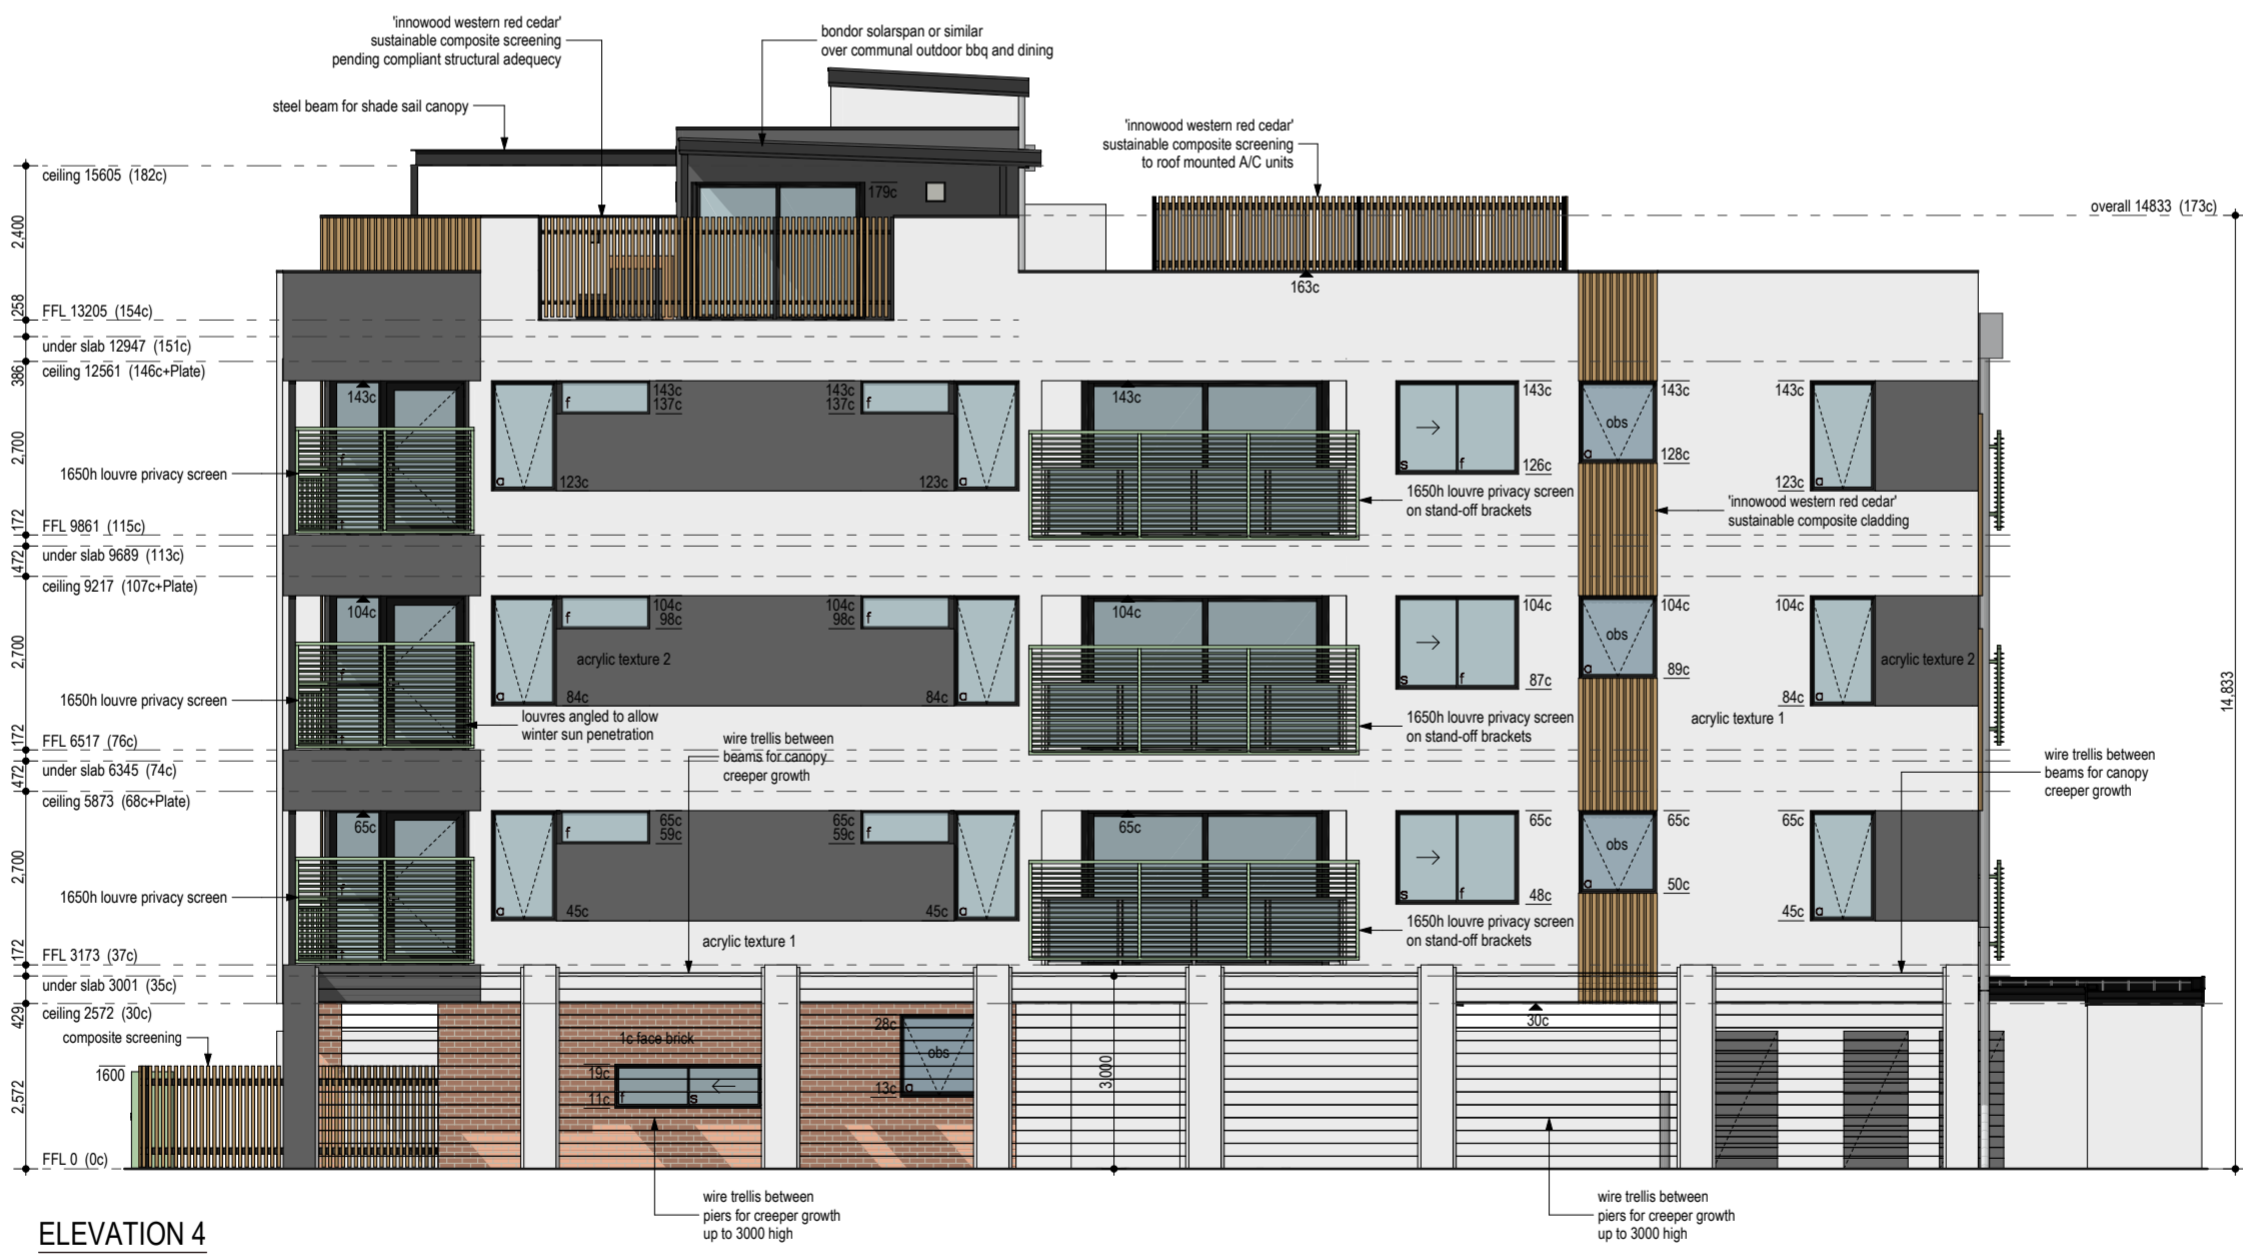 'innowood western red cedar'
sustainable composite screening
pending compliant structural adequecy
bondor solarspan or similar
over communal outdoor bbq and dining
steel beam for shade sail canopy
'innowood western red cedar'
sustainable composite screening
to roof mounted A/C units
ceiling 15605 (182c)
179c
overall 14833 (173c)
2,400
163c
258
FFL 13205 (154c)
under slab 12947 (151c)
386
ceiling 12561 (146c+Plate)
143c
f
143c
137c
143c
137c
143c
143c
obs
143c
143c
2,700
1650h louvre privacy screen
a
123c
123c
a
s
f
126c
a
128c
123c
a
1650h louvre privacy screen
on stand-off brackets
'innowood western red cedar'
sustainable composite cladding
172
FFL 9861 (115c)
under slab 9689 (113c)
472
ceiling 9217 (107c+Plate)
104c
f
104c
98c
104c
98c
f
104c
104c
obs
104c
104c
2,700
acrylic texture 2
acrylic texture 2
a
84c
84c
a
s
f
87c
a
89c
84c
a
14,833
1650h louvre privacy screen
louvres angled to allow
winter sun penetration
1650h louvre privacy screen
on stand-off brackets
acrylic texture 1
172
FFL 6517 (76c)
wire trellis between
beams for canopy
creeper growth
wire trellis between
beams for canopy
creeper growth
under slab 6345 (74c)
472
ceiling 5873 (68c+Plate)
65c
f
65c
59c
65c
59c
f
65c
65c
obs
65c
65c
2,700
1650h louvre privacy screen
a
45c
45c
a
s
f
48c
a
50c
45c
a
1650h louvre privacy screen
on stand-off brackets
acrylic texture 1
172
FFL 3173 (37c)
under slab 3001 (35c)
429
ceiling 2572 (30c)
composite screening
1c face brick
28c
obs
30c
1600
19c
11c
f
s
13c
a
3,000
2,572
FFL 0 (0c)
wire trellis between
piers for creeper growth
up to 3000 high
wire trellis between
piers for creeper growth
up to 3000 high
ELEVATION 4